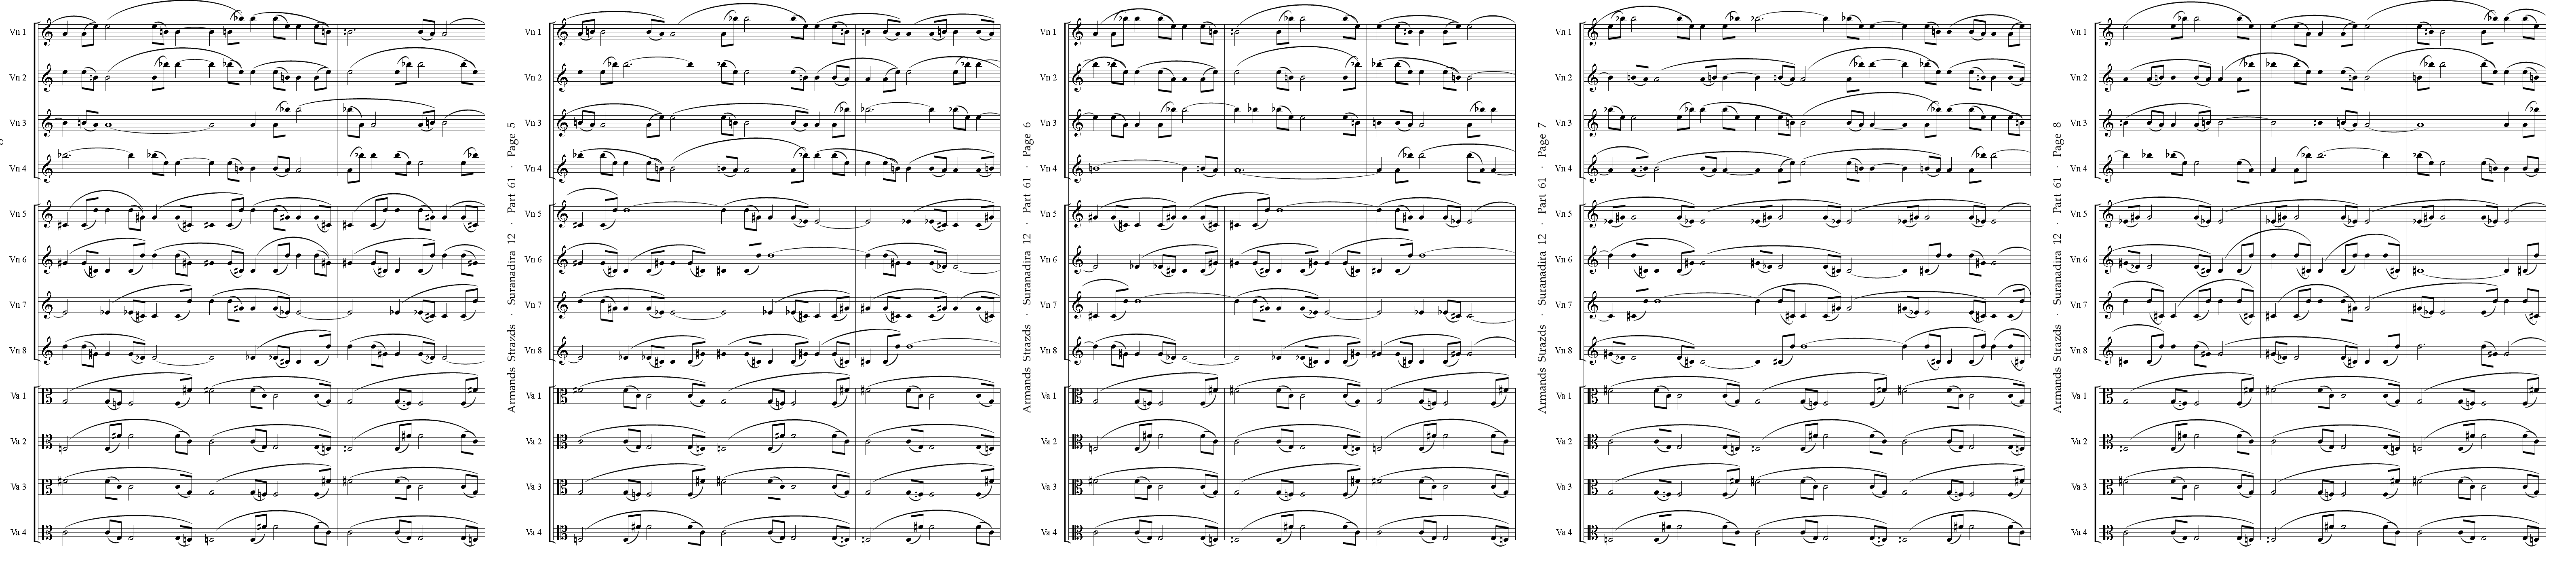 Vn 1
Vn 2
Vn 3
Vn 4
Vn 5
Vn 6
Vn 7
Vn 8
Va 1
Va 2
Va 3
Va 4
Armands Strazds · Suranadira 12 · Part 61 · Page 5
Vn 1
Vn 2
Vn 3
Vn 4
Vn 5
Vn 6
Vn 7
Vn 8
Va 1
Va 2
Va 3
Va 4
Armands Strazds · Suranadira 12 · Part 61 · Page 6
Vn 1
Vn 2
Vn 3
Vn 4
Vn 5
Vn 6
Vn 7
Vn 8
Va 1
Va 2
Va 3
Va 4
Armands Strazds · Suranadira 12 · Part 61 · Page 7
Vn 1
Vn 2
Vn 3
Vn 4
Vn 5
Vn 6
Vn 7
Vn 8
Va 1
Va 2
Va 3
Va 4
Armands Strazds · Suranadira 12 · Part 61 · Page 8
Vn 1
Vn 2
Vn 3
Vn 4
Vn 5
Vn 6
Vn 7
Vn 8
Va 1
Va 2
Va 3
Va 4